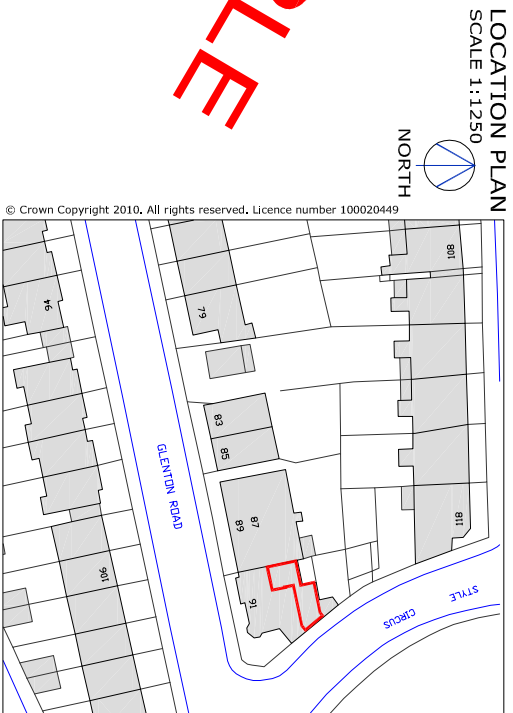 LOCATION PLAN
SCALE 1:1250
NORTH
© Crown Copyright 2010. All rights reserved. Licence number 100020449
108
94
79
83
85
GLENTON ROAD
87
89
118
106
91
STYLE
CIRCUS
LE